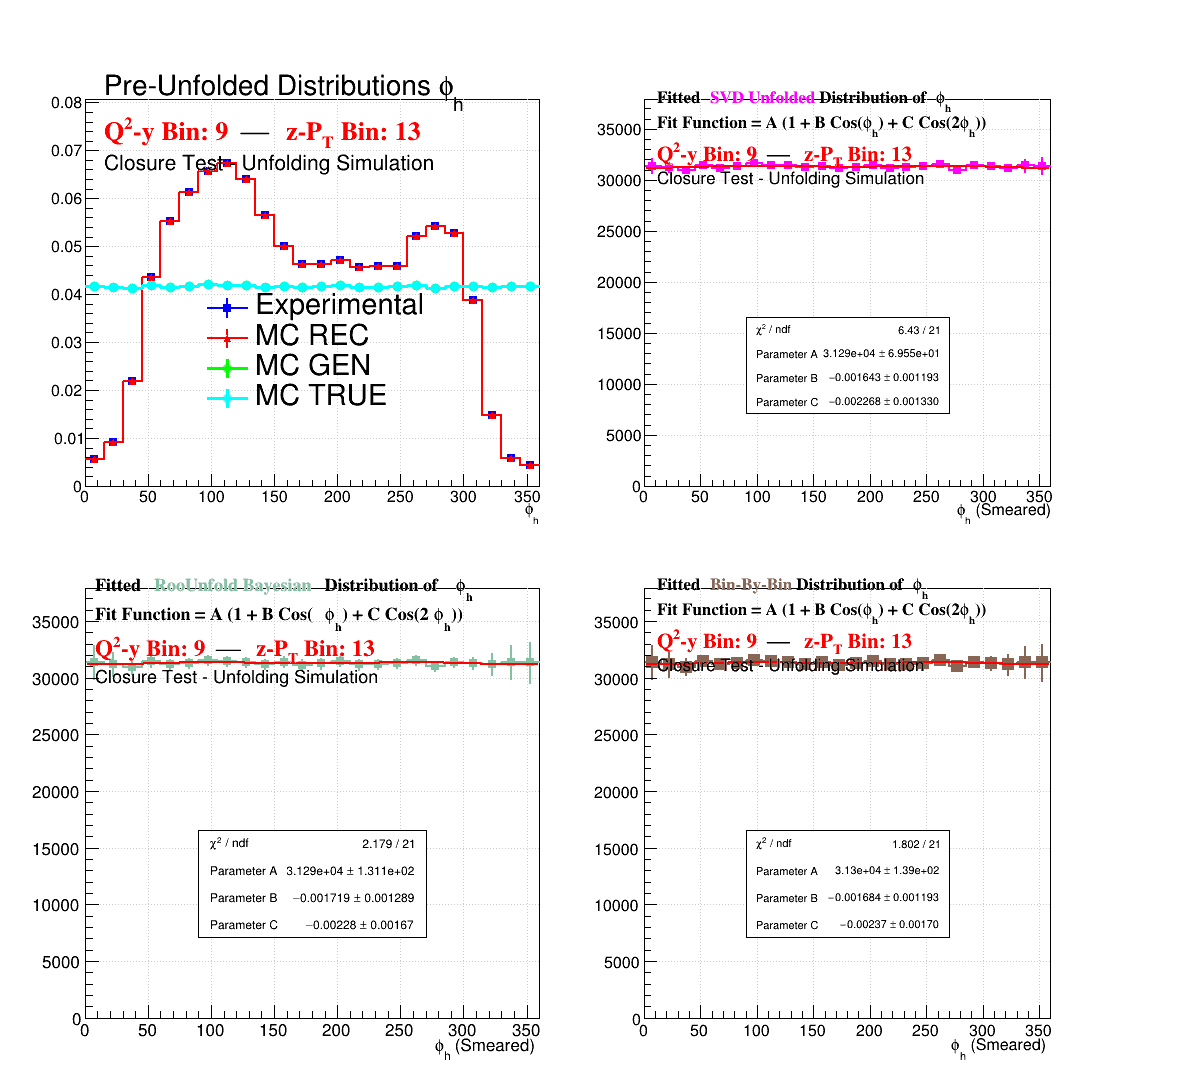 Pre-Unfolded Distributions ϕh
Q²-y Bin: 9 — z-PT Bin: 13
Closure Test - Unfolding Simulation
0.08
0.07
0.06
0.05
0.04
0.03
0.02
0.01
0
Experimental
MC REC
MC GEN
MC TRUE
0 50 100 150 200 250 300 350
ϕh
Fitted SVD Unfolded Distribution of ϕh
Fit Function = A (1 + B Cos(ϕh) + C Cos(2ϕh))
Q²-y Bin: 9 — z-PT Bin: 13
Closure Test - Unfolding Simulation
35000
30000
25000
20000
15000
10000
5000
0
χ² / ndf 6.43 / 21
Parameter A 3.129e+04 ± 6.955e+01
Parameter B −0.001643 ± 0.001193
Parameter C −0.002268 ± 0.001330
0 50 100 150 200 250 300 350
ϕh (Smeared)
Fitted RooUnfold Bayesian Distribution of ϕh
Fit Function = A (1 + B Cos( ϕh) + C Cos(2 ϕh))
Q²-y Bin: 9 — z-PT Bin: 13
Closure Test - Unfolding Simulation
35000
30000
25000
20000
15000
10000
5000
0
χ² / ndf 2.179 / 21
Parameter A 3.129e+04 ± 1.311e+02
Parameter B −0.001719 ± 0.001289
Parameter C −0.00228 ± 0.00167
0 50 100 150 200 250 300 350
ϕh (Smeared)
Fitted Bin-By-Bin Distribution of ϕh
Fit Function = A (1 + B Cos(ϕh) + C Cos(2ϕh))
Q²-y Bin: 9 — z-PT Bin: 13
Closure Test - Unfolding Simulation
35000
30000
25000
20000
15000
10000
5000
0
χ² / ndf 1.802 / 21
Parameter A 3.13e+04 ± 1.39e+02
Parameter B −0.001684 ± 0.001193
Parameter C −0.00237 ± 0.00170
0 50 100 150 200 250 300 350
ϕh (Smeared)